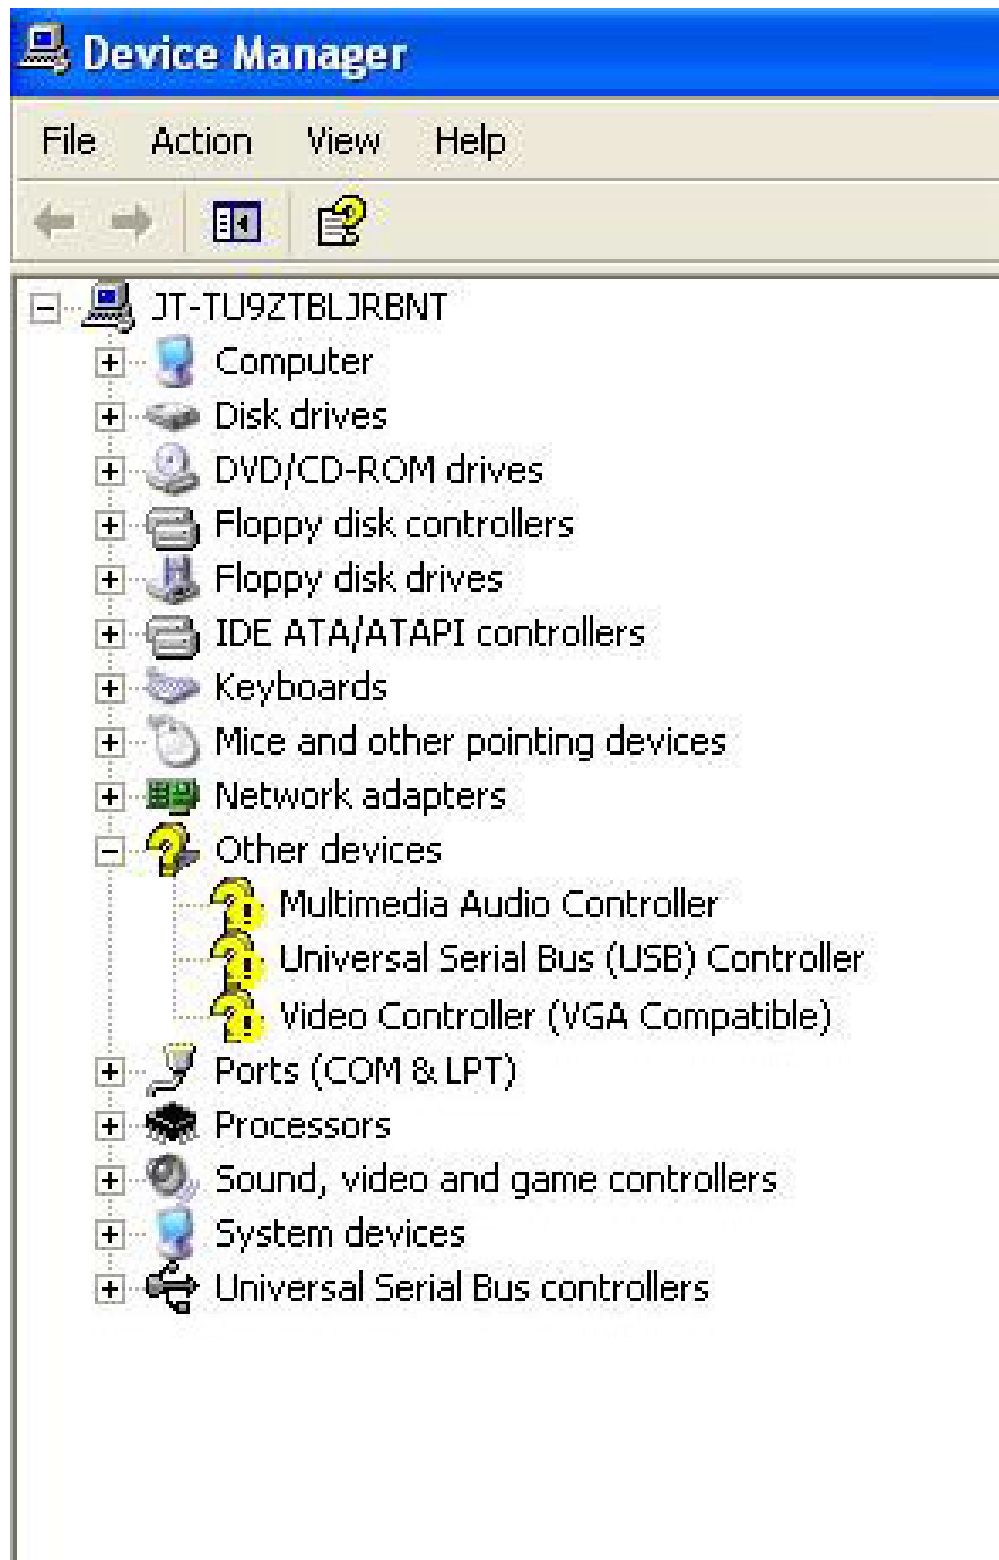 Device Manager
File Action View Help
JT-TU9ZTBLJRBNT
Computer
Disk drives
DVD/CD-ROM drives
Floppy disk controllers
Floppy disk drives
IDE ATA/ATAPI controllers
Keyboards
Mice and other pointing devices
Network adapters
Other devices
Multimedia Audio Controller
Universal Serial Bus (USB) Controller
Video Controller (VGA Compatible)
Ports (COM & LPT)
Processors
Sound, video and game controllers
System devices
Universal Serial Bus controllers